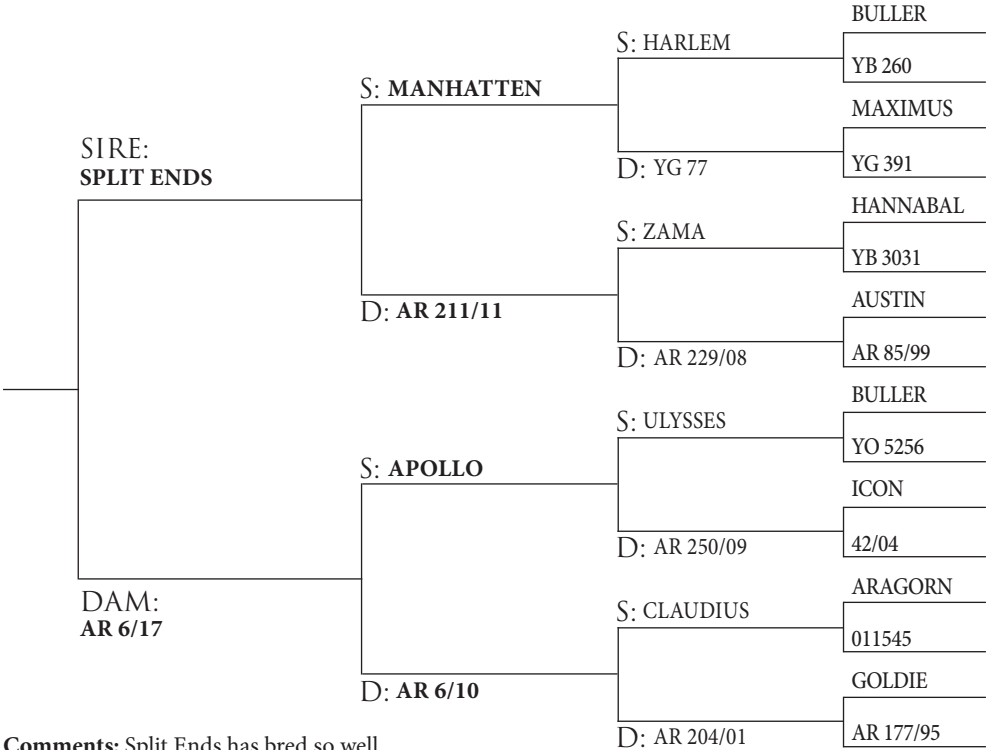 BULLER
S: HARLEM
YB 260
S: MANHATTEN
MAXIMUS
SIRE:
D: YG 77
YG 391
SPLIT ENDS
HANNABAL
S: ZAMA
YB 3031
D: AR 211/11
AUSTIN
D: AR 229/08
AR 85/99
BULLER
S: ULYSSES
YO 5256
S: APOLLO
ICON
D: AR 250/09
42/04
DAM:
ARAGORN
AR 6/17
S: CLAUDIUS
011545
D: AR 6/10
GOLDIE
D: AR 204/01
AR 177/95
Comments: Split Ends has bred so well